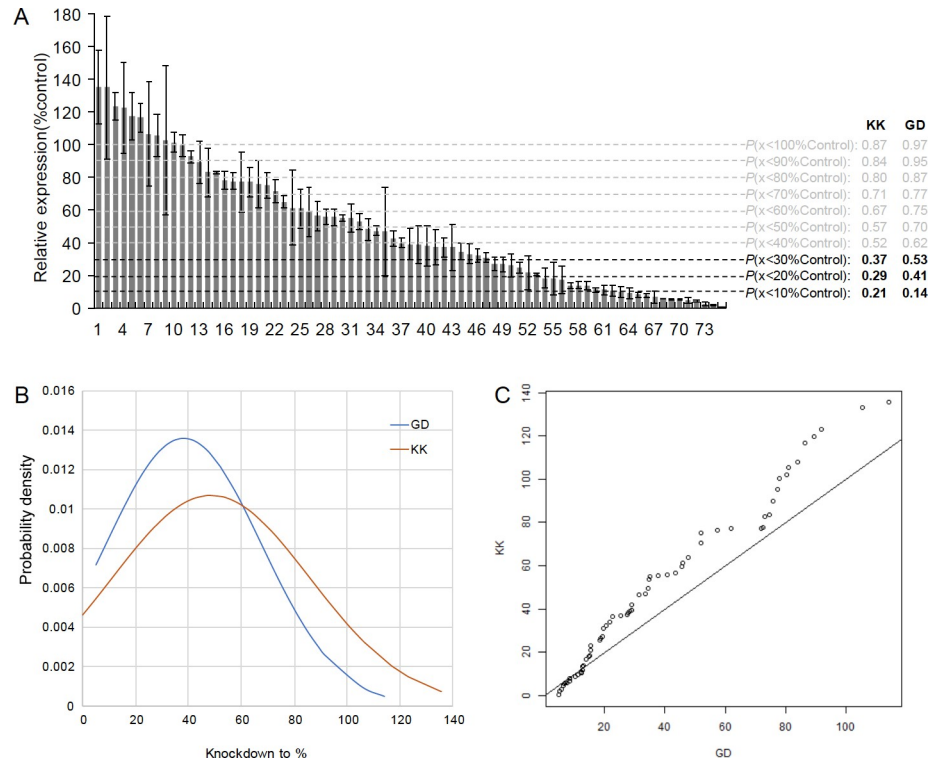 A
Relative expression(%control)
180
160
140
120
100
80
60
40
20
0
1 4 7 10 13 16 19 22 25 28 31 34 37 40 43 46 49 52 55 58 61 64 67 70 73
KK GD
P(x<100%Control): 0.87 0.97
P(x<90%Control): 0.84 0.95
P(x<80%Control): 0.80 0.87
P(x<70%Control): 0.71 0.77
P(x<60%Control): 0.67 0.75
P(x<50%Control): 0.57 0.70
P(x<40%Control): 0.52 0.62
P(x<30%Control): 0.37 0.53
P(x<20%Control): 0.29 0.41
P(x<10%Control): 0.21 0.14
B
Probability density
0.016
0.014
0.012
0.01
0.008
0.006
0.004
0.002
0
0 20 40 60 80 100 120 140
Knockdown to %
GD
KK
C
KK
140
120
100
80
60
40
20
0
20 40 60 80 100
GD